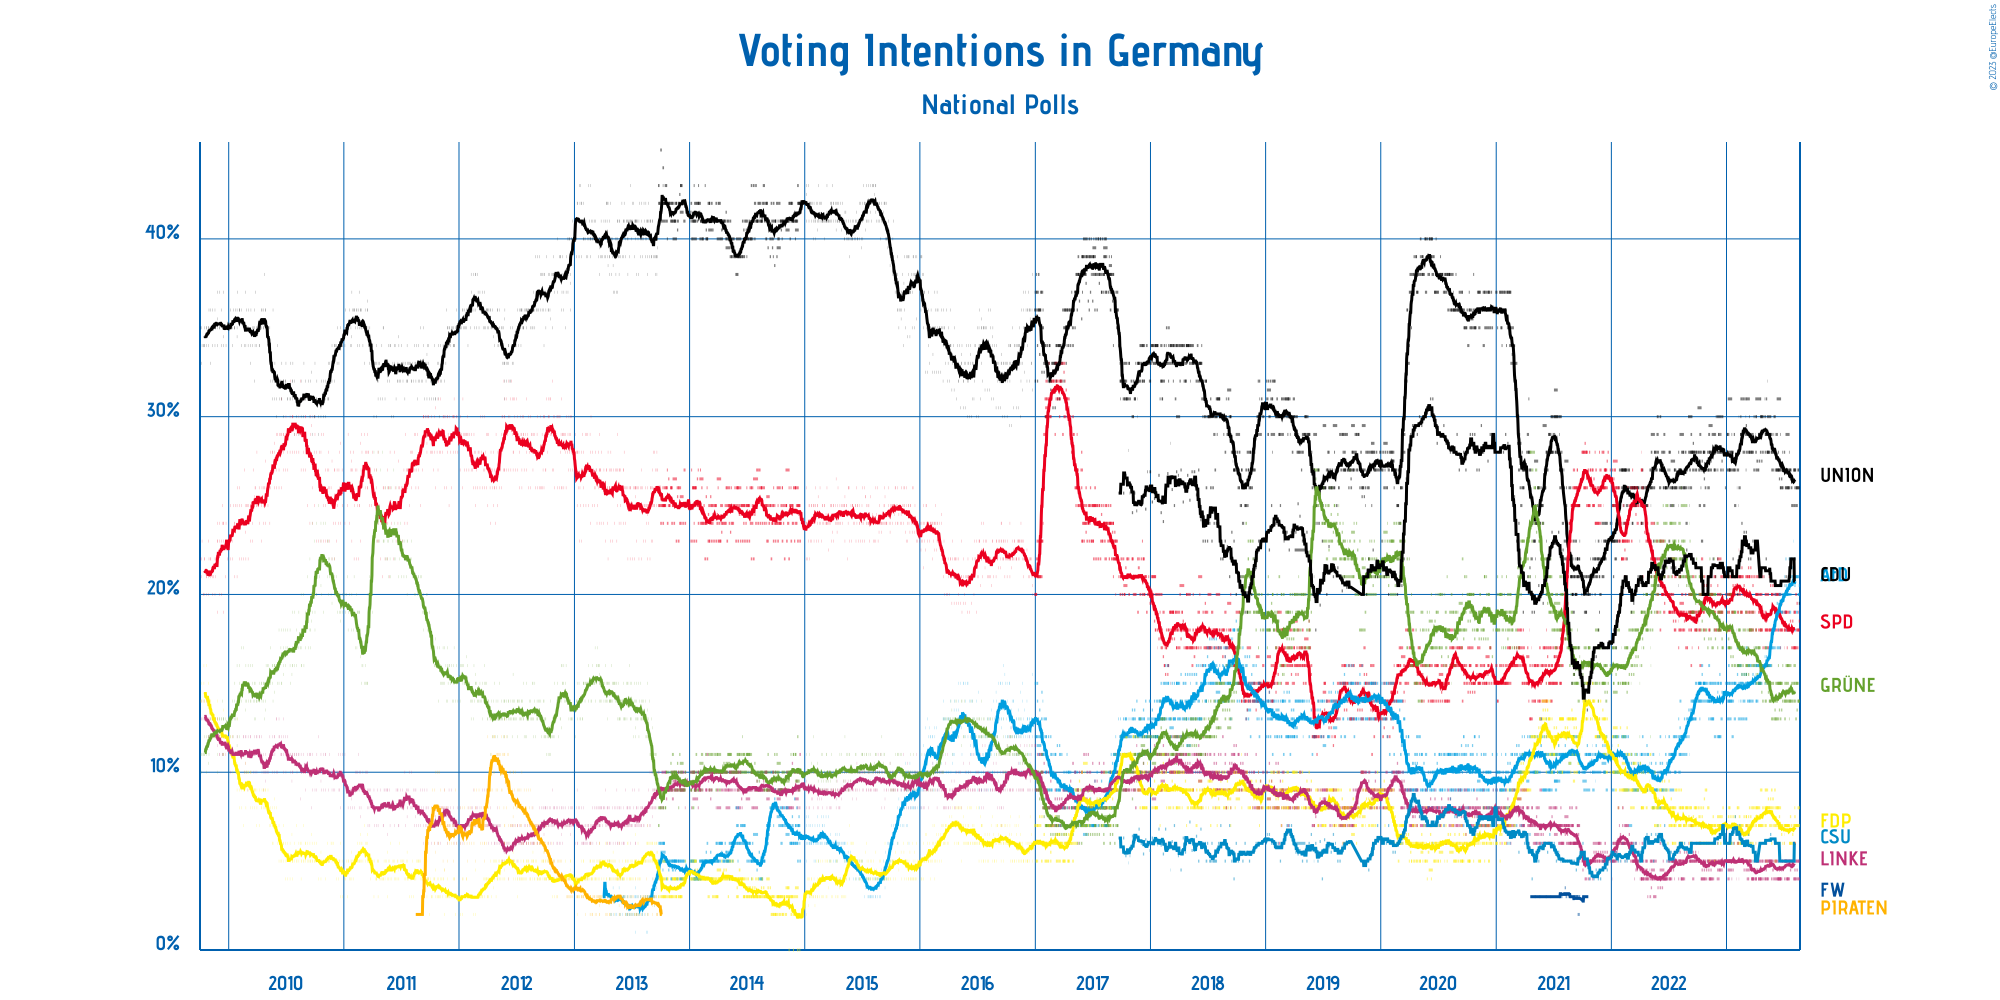 © 2023 @EuropeElects
Voting Intentions in Germany
National Polls
40%
30%
20%
10%
0%
UNION
CDU
SPD
GRÜNE
FDP
CSU
LINKE
FW
PIRATEN
2010 2011 2012 2013 2014 2015 2016 2017 2018 2019 2020 2021 2022